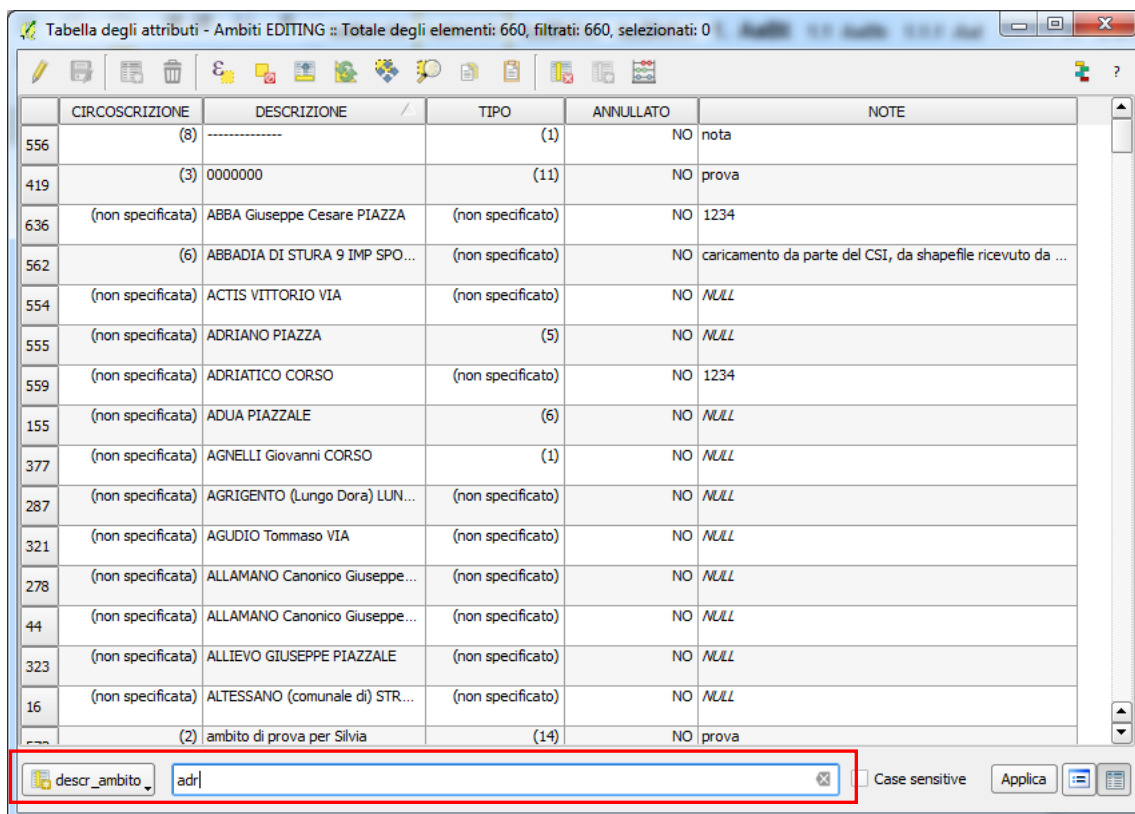 Tabella degli attributi - Ambiti EDITING :: Totale degli elementi: 660, filtrati: 660, selezionati: 0
?
CIRCOSCRIZIONE DESCRIZIONE TIPO ANNULLATO NOTE
556 (8) -------------- (1) NO nota
419 (3) 0000000 (11) NO prova
636 (non specificata) ABBA Giuseppe Cesare PIAZZA (non specificato) NO 1234
562 (6) ABBADIA DI STURA 9 IMP SPO... (non specificato) NO caricamento da parte del CSI, da shapefile ricevuto da ...
554 (non specificata) ACTIS VITTORIO VIA (non specificato) NO NULL
555 (non specificata) ADRIANO PIAZZA (5) NO NULL
559 (non specificata) ADRIATICO CORSO (non specificato) NO 1234
155 (non specificata) ADUA PIAZZALE (6) NO NULL
377 (non specificata) AGNELLI Giovanni CORSO (1) NO NULL
287 (non specificata) AGRIGENTO (Lungo Dora) LUN... (non specificato) NO NULL
321 (non specificata) AGUDIO Tommaso VIA (non specificato) NO NULL
278 (non specificata) ALLAMANO Canonico Giuseppe... (non specificato) NO NULL
44 (non specificata) ALLAMANO Canonico Giuseppe... (non specificato) NO NULL
323 (non specificata) ALLIEVO GIUSEPPE PIAZZALE (non specificato) NO NULL
16 (non specificata) ALTESSANO (comunale di) STR... (non specificato) NO NULL
(2) ambito di prova per Silvia (14) NO prova
descr_ambito adr Case sensitive Applica